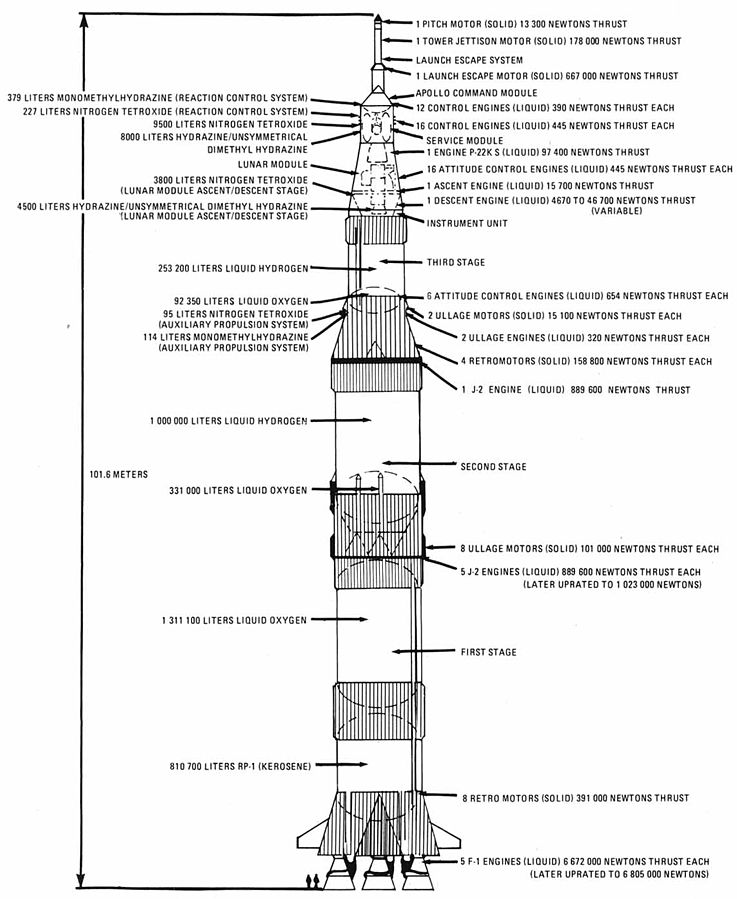 1 PITCH MOTOR (SOLID) 13 300 NEWTONS THRUST
1 TOWER JETTISON MOTOR (SOLID) 178 000 NEWTONS THRUST
LAUNCH ESCAPE SYSTEM
1 LAUNCH ESCAPE MOTOR (SOLID) 667 000 NEWTONS THRUST
APOLLO COMMAND MODULE
379 LITERS MONOMETHYLHYDRAZINE (REACTION CONTROL SYSTEM)
12 CONTROL ENGINES (LIQUID) 390 NEWTONS THRUST EACH
227 LITERS NITROGEN TETROXIDE (REACTION CONTROL SYSTEM)
9500 LITERS NITROGEN TETROXIDE
16 CONTROL ENGINES (LIQUID) 445 NEWTONS THRUST EACH
8000 LITERS HYDRAZINE/UNSYMMETRICAL
DIMETHYL HYDRAZINE
SERVICE MODULE
1 ENGINE P-22K S (LIQUID) 97 400 NEWTONS THRUST
LUNAR MODULE
16 ATTITUDE CONTROL ENGINES (LIQUID) 445 NEWTONS THRUST EACH
3800 LITERS NITROGEN TETROXIDE
(LUNAR MODULE ASCENT/DESCENT STAGE)
1 ASCENT ENGINE (LIQUID) 15 700 NEWTONS THRUST
1 DESCENT ENGINE (LIQUID) 4670 TO 46 700 NEWTONS THRUST
(VARIABLE)
4500 LITERS HYDRAZINE/UNSYMMETRICAL DIMETHYL HYDRAZINE
(LUNAR MODULE ASCENT/DESCENT STAGE)
INSTRUMENT UNIT
THIRD STAGE
253 200 LITERS LIQUID HYDROGEN
92 350 LITERS LIQUID OXYGEN
6 ATTITUDE CONTROL ENGINES (LIQUID) 654 NEWTONS THRUST EACH
95 LITERS NITROGEN TETROXIDE
(AUXILIARY PROPULSION SYSTEM)
2 ULLAGE MOTORS (SOLID) 15 100 NEWTONS THRUST EACH
114 LITERS MONOMETHYLHYDRAZINE
(AUXILIARY PROPULSION SYSTEM)
2 ULLAGE ENGINES (LIQUID) 320 NEWTONS THRUST EACH
4 RETROMOTORS (SOLID) 158 800 NEWTONS THRUST EACH
1 J-2 ENGINE (LIQUID) 889 600 NEWTONS THRUST
1 000 000 LITERS LIQUID HYDROGEN
SECOND STAGE
101.6 METERS
331 000 LITERS LIQUID OXYGEN
8 ULLAGE MOTORS (SOLID) 101 000 NEWTONS THRUST EACH
5 J-2 ENGINES (LIQUID) 889 600 NEWTONS THRUST EACH
(LATER UPRATED TO 1 023 000 NEWTONS)
1 311 100 LITERS LIQUID OXYGEN
FIRST STAGE
810 700 LITERS RP-1 (KEROSENE)
8 RETRO MOTORS (SOLID) 391 000 NEWTONS THRUST
5 F-1 ENGINES (LIQUID) 6 672 000 NEWTONS THRUST EACH
(LATER UPRATED TO 6 805 000 NEWTONS)